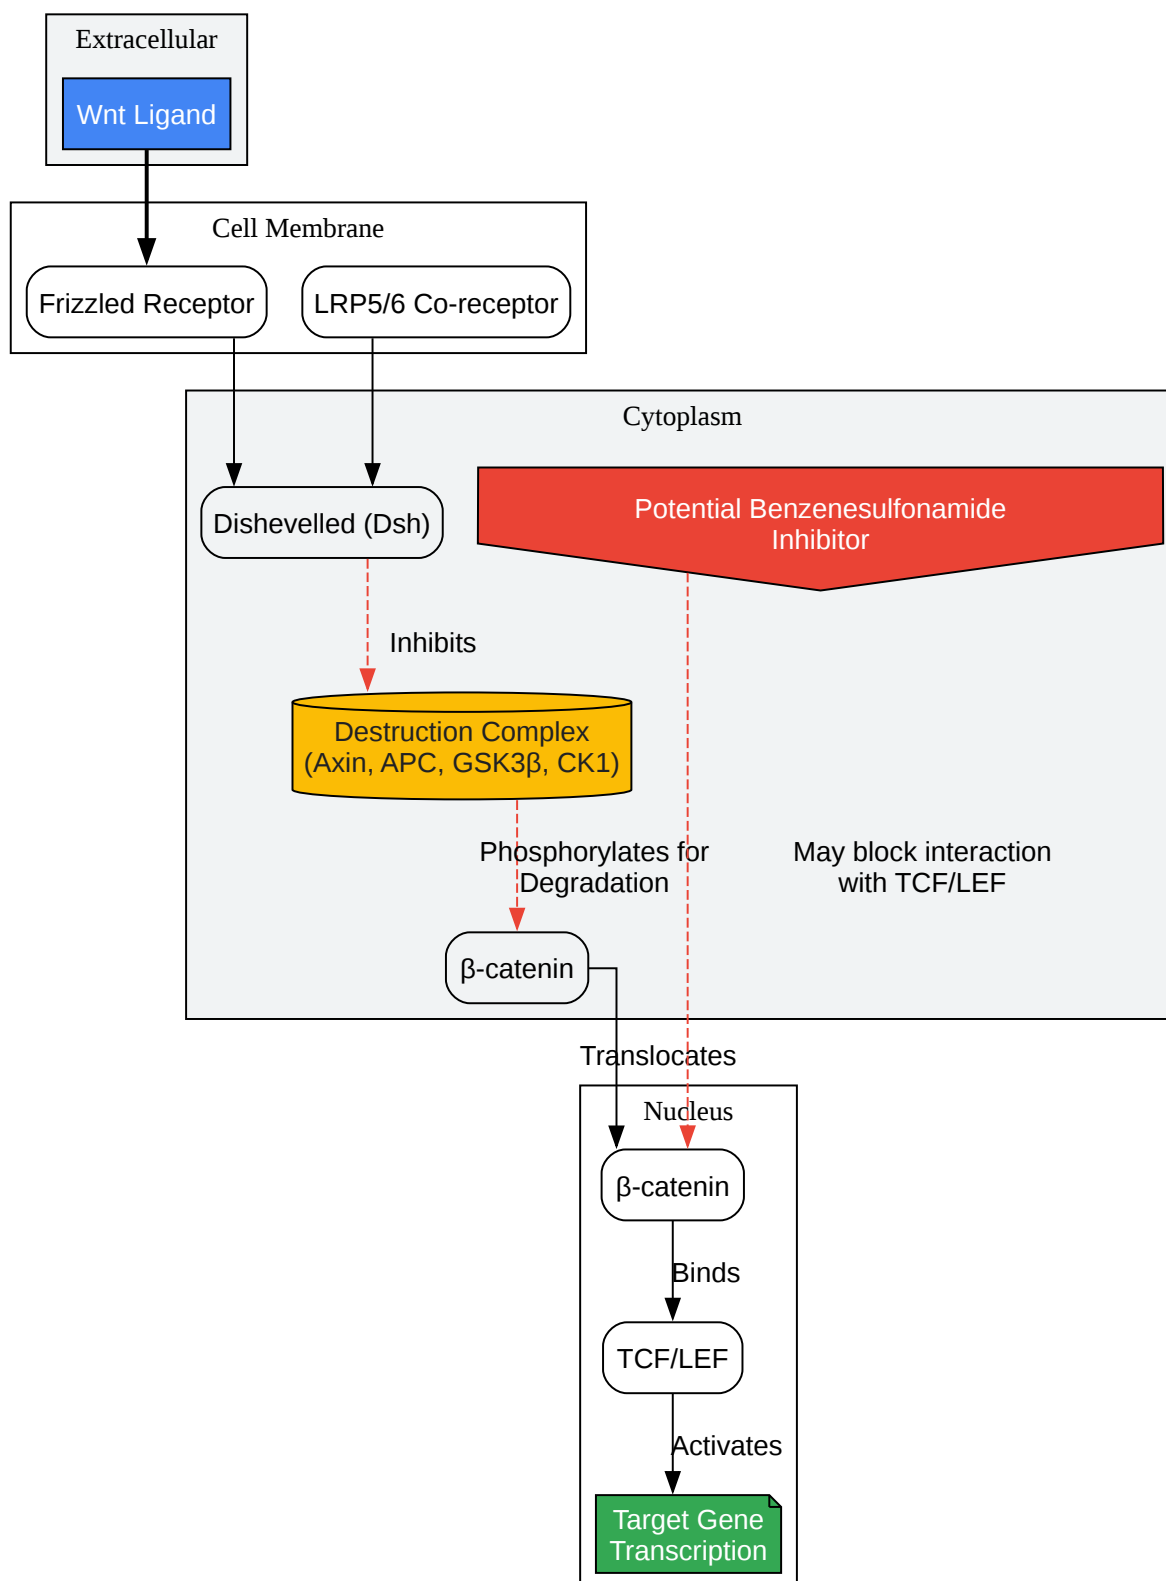 Extracellular
Wnt Ligand
Cell Membrane
Frizzled Receptor
LRP5/6 Co-receptor
Cytoplasm
Dishevelled (Dsh)
Potential Benzenesulfonamide
Inhibitor
Inhibits
Destruction Complex
(Axin, APC, GSK3β, CK1)
Phosphorylates for
Degradation
May block interaction
with TCF/LEF
β-catenin
Translocates
Nucleus
β-catenin
Binds
TCF/LEF
Activates
Target Gene
Transcription